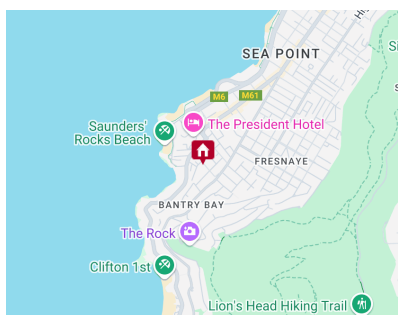 SEA POINT
M6
M61
The President Hotel
Saunders'
Rocks Beach
FRESNAYE
BANTRY BAY
The Rock
Clifton 1st
Lion's Head Hiking Trail